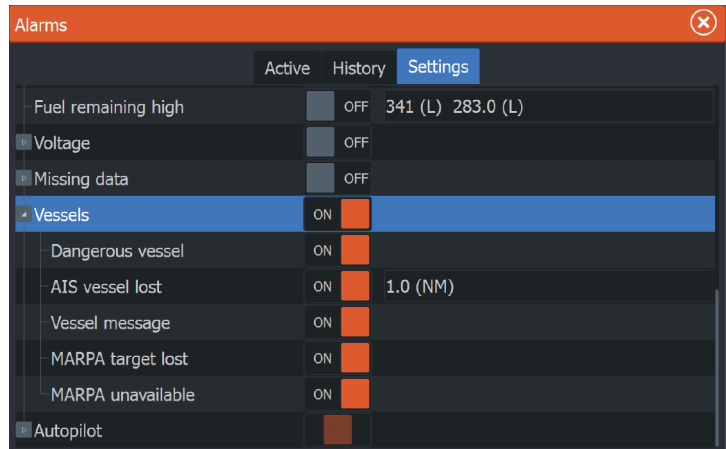 Alarms
Active History Settings
Fuel remaining high OFF 341 (L) 283.0 (L)
Voltage OFF
Missing data OFF
Vessels ON
Dangerous vessel ON
AIS vessel lost ON 1.0 (NM)
Vessel message ON
MARPA target lost ON
MARPA unavailable ON
Autopilot